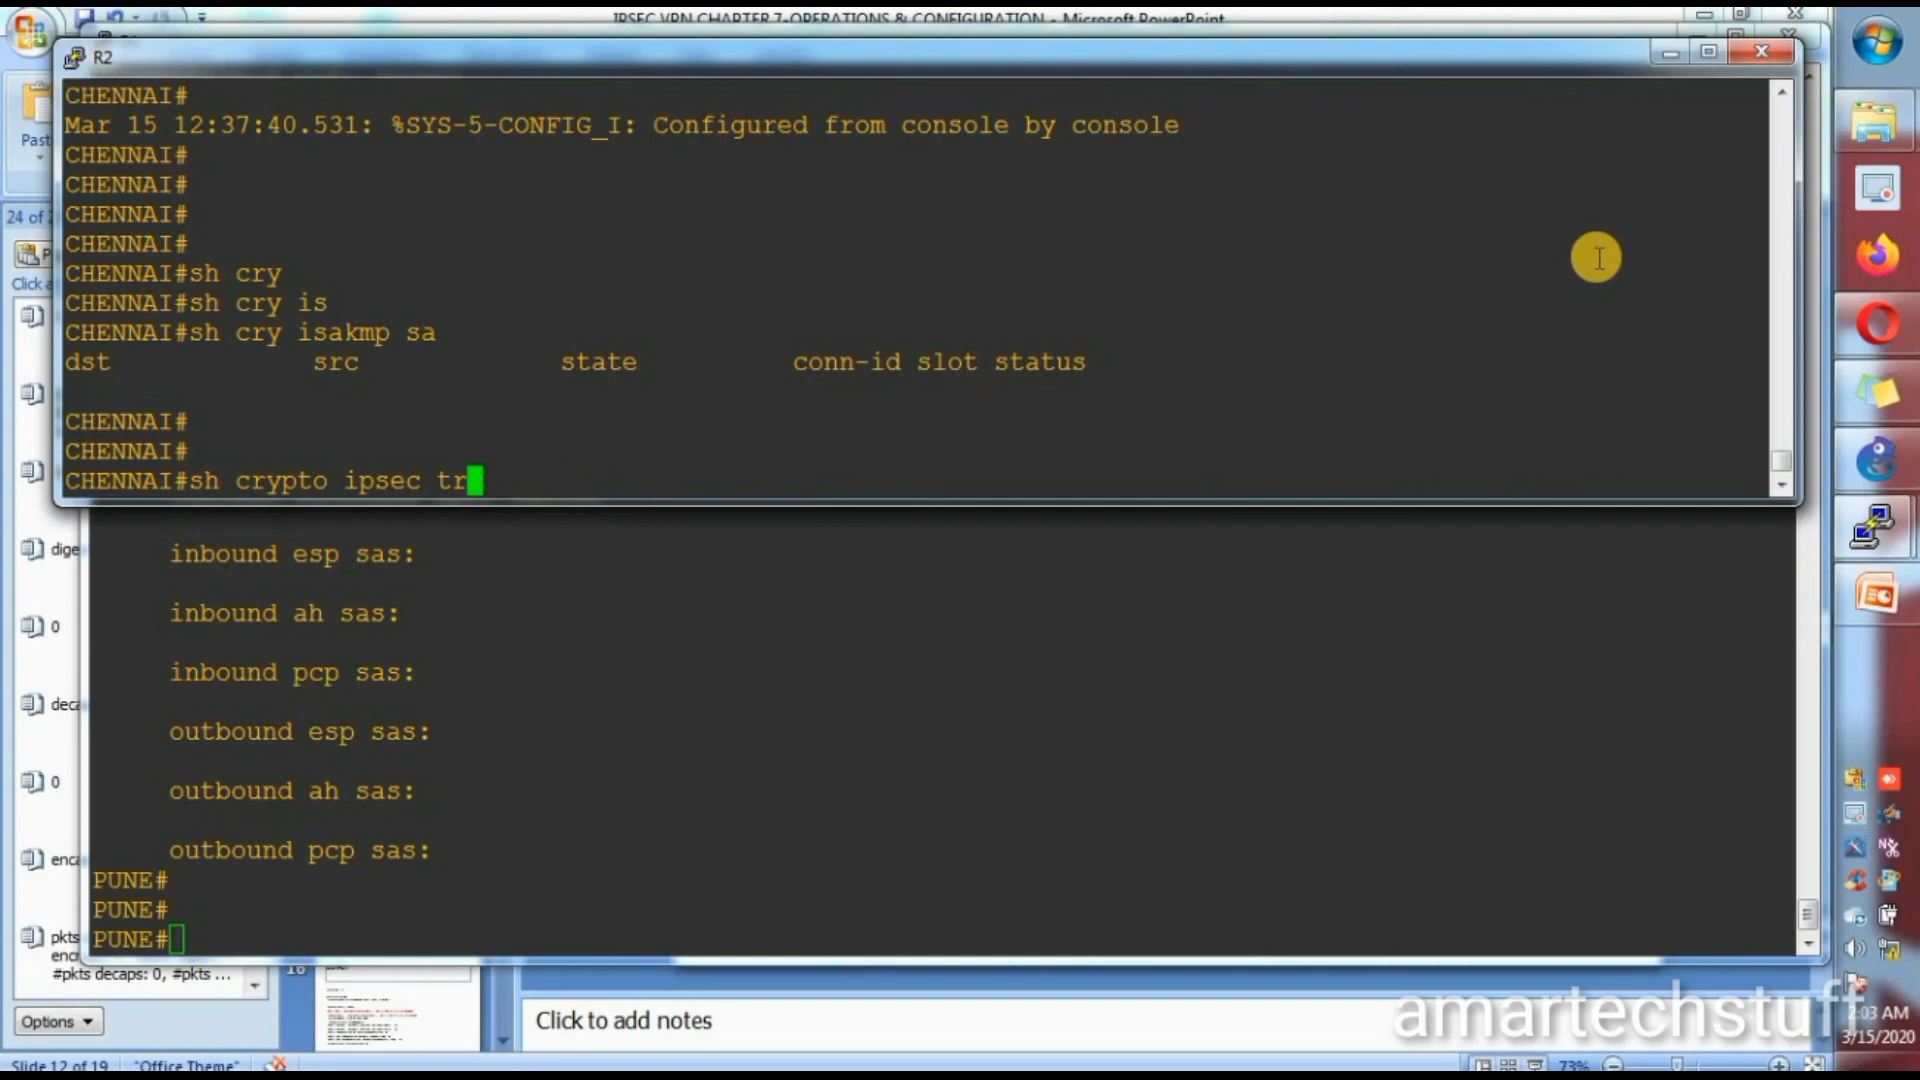 IPSEC VPN CHAPTER 7-OPERATIONS & CONFIGURATION - Microsoft PowerPoint
R2
CHENNAI#
Mar 15 12:37:40.531: %SYS-5-CONFIG_I: Configured from console by console
CHENNAI#
CHENNAI#
CHENNAI#
CHENNAI#
CHENNAI#sh cry
CHENNAI#sh cry is
CHENNAI#sh cry isakmp sa
dst src state conn-id slot status
CHENNAI#
CHENNAI#
CHENNAI#sh crypto ipsec tr
Past
24 of
Click a
dige
0
deca
0
enca
pkts
encr
#pkts decaps: 0, #pkts ...
Options
inbound esp sas:
inbound ah sas:
inbound pcp sas:
outbound esp sas:
outbound ah sas:
outbound pcp sas:
PUNE#
PUNE#
PUNE#
16
Click to add notes
amartechstuff
2:03 AM
3/15/2020
Slide 12 of 19 "Office Theme"
73%